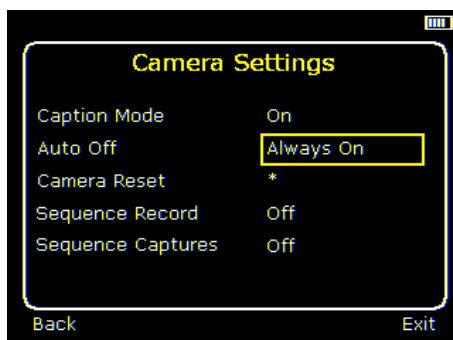 Camera Settings
Caption Mode On
Auto Off Always On
Camera Reset *
Sequence Record Off
Sequence Captures Off
Back Exit